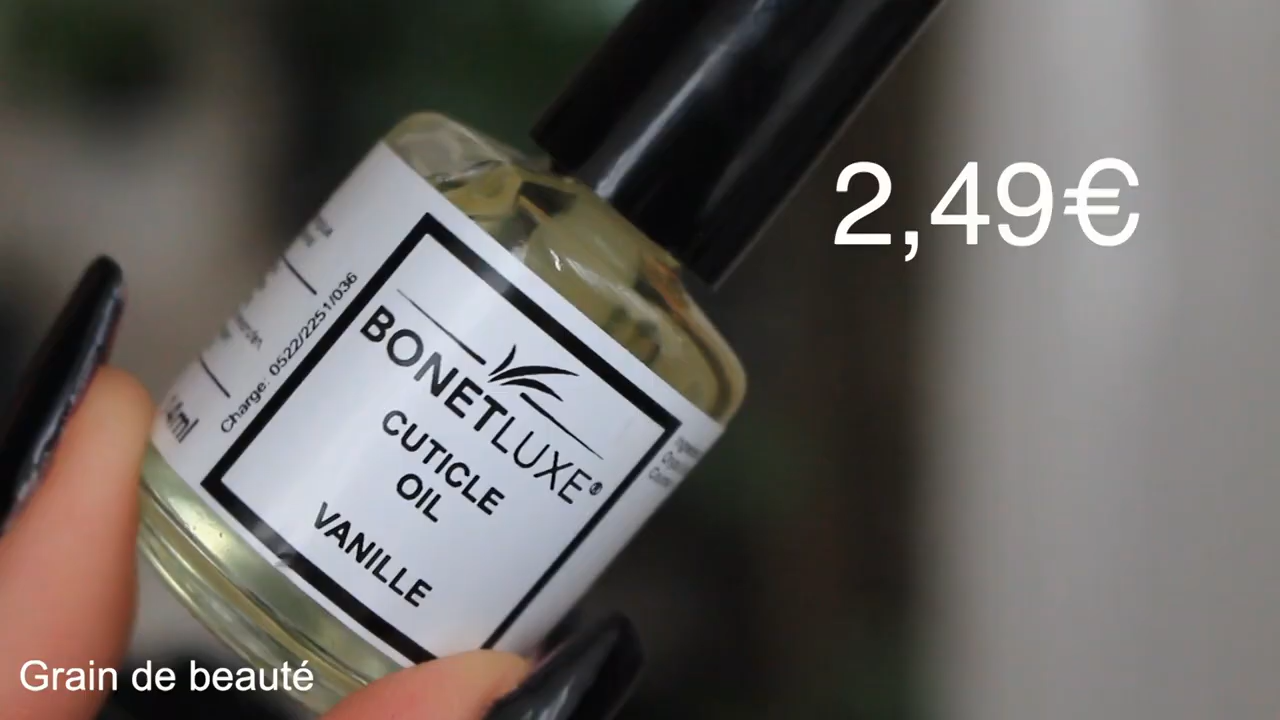 2,49€
Charge: 0522/2251/036
BONETLUXE®
CUTICLE
OIL
VANILLE
Grain de beauté